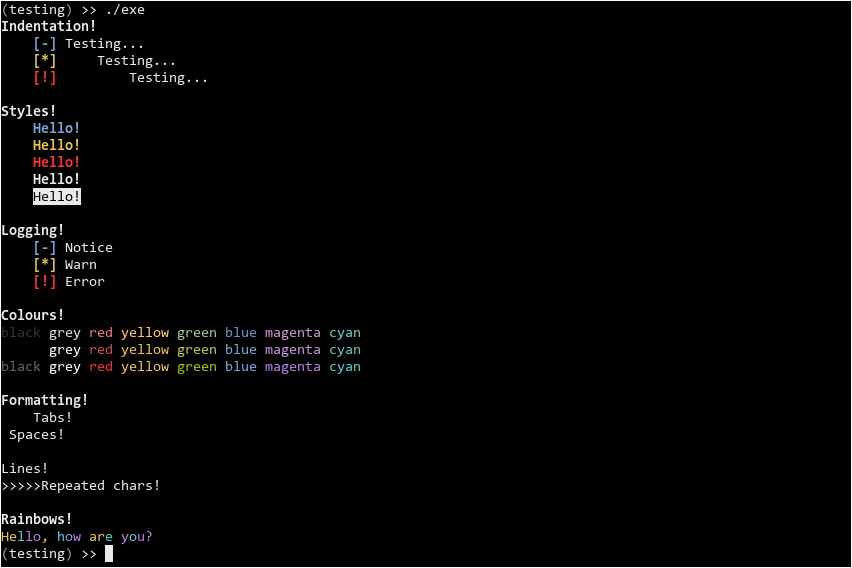 (testing) >> ./exe
Indentation!
    [-] Testing...
    [*]     Testing...
    [!]         Testing...

Styles!
    Hello!
    Hello!
    Hello!
    Hello!
    Hello!

Logging!
    [-] Notice
    [*] Warn
    [!] Error

Colours!
black grey red yellow green blue magenta cyan
      grey red yellow green blue magenta cyan
black grey red yellow green blue magenta cyan

Formatting!
    Tabs!
 Spaces!

Lines!
>>>>>Repeated chars!

Rainbows!
Hello, how are you?
(testing) >>